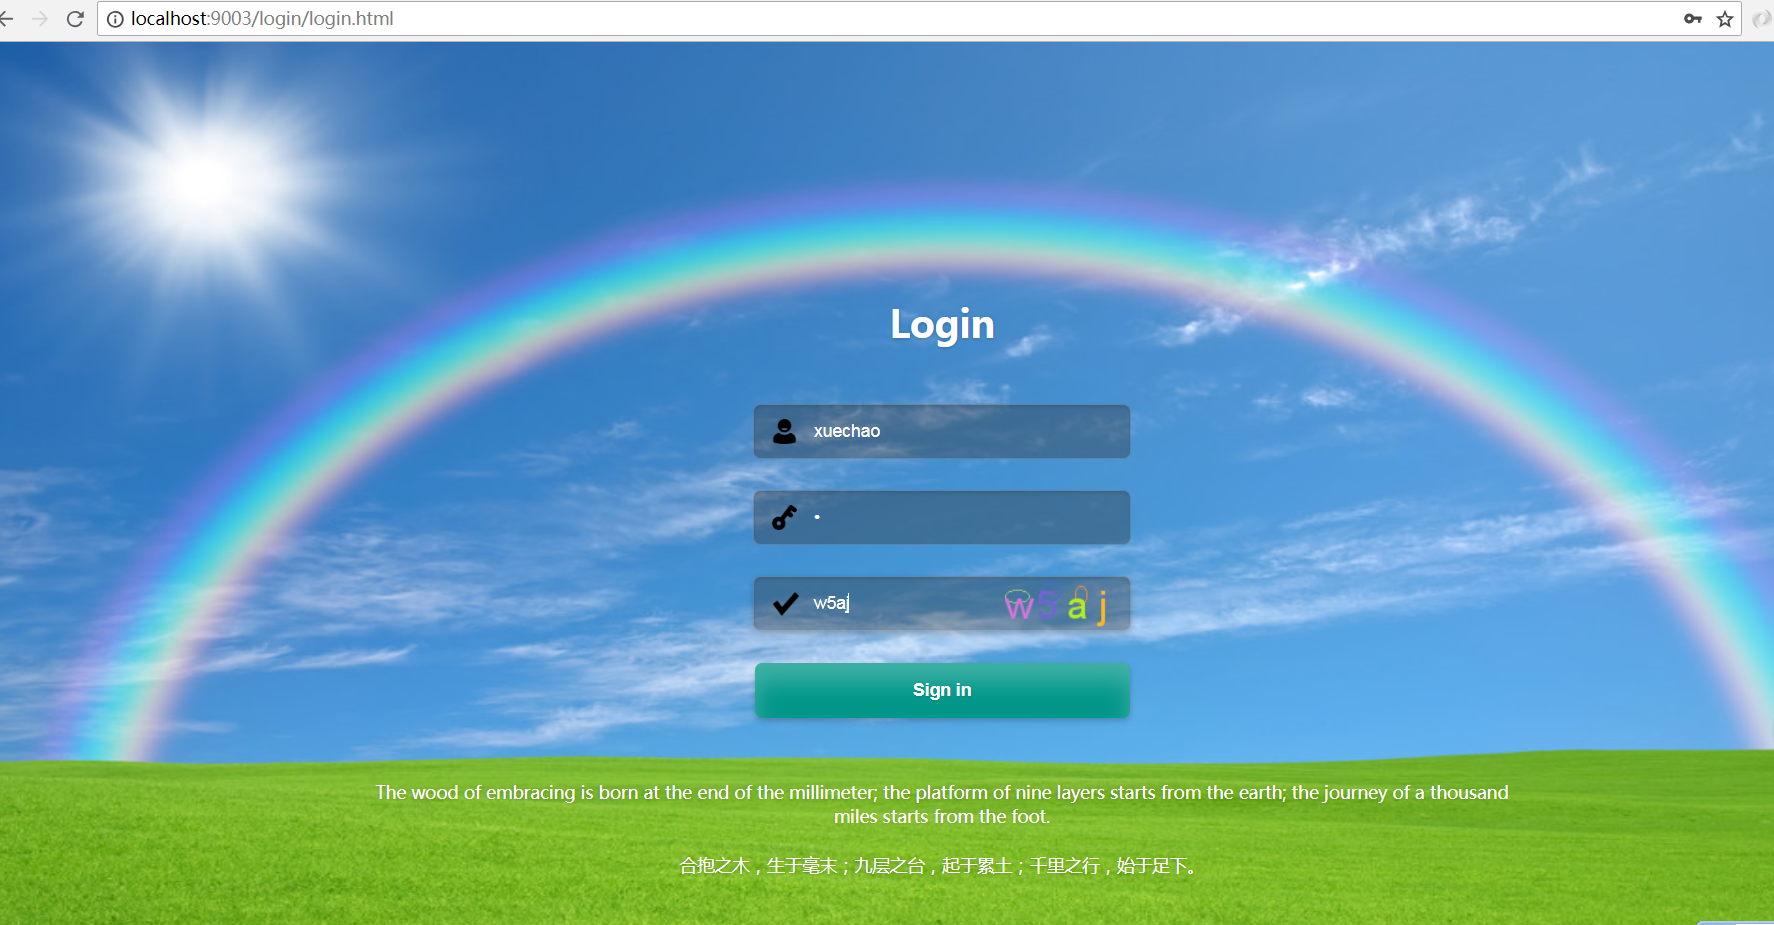 localhost:9003/login/login.html
Login
xuechao
•
w5aj
w5aj
Sign in
The wood of embracing is born at the end of the millimeter; the platform of nine layers starts from the earth; the journey of a thousand
miles starts from the foot.
合抱之木，生于毫末；九层之台，起于累土；千里之行，始于足下。